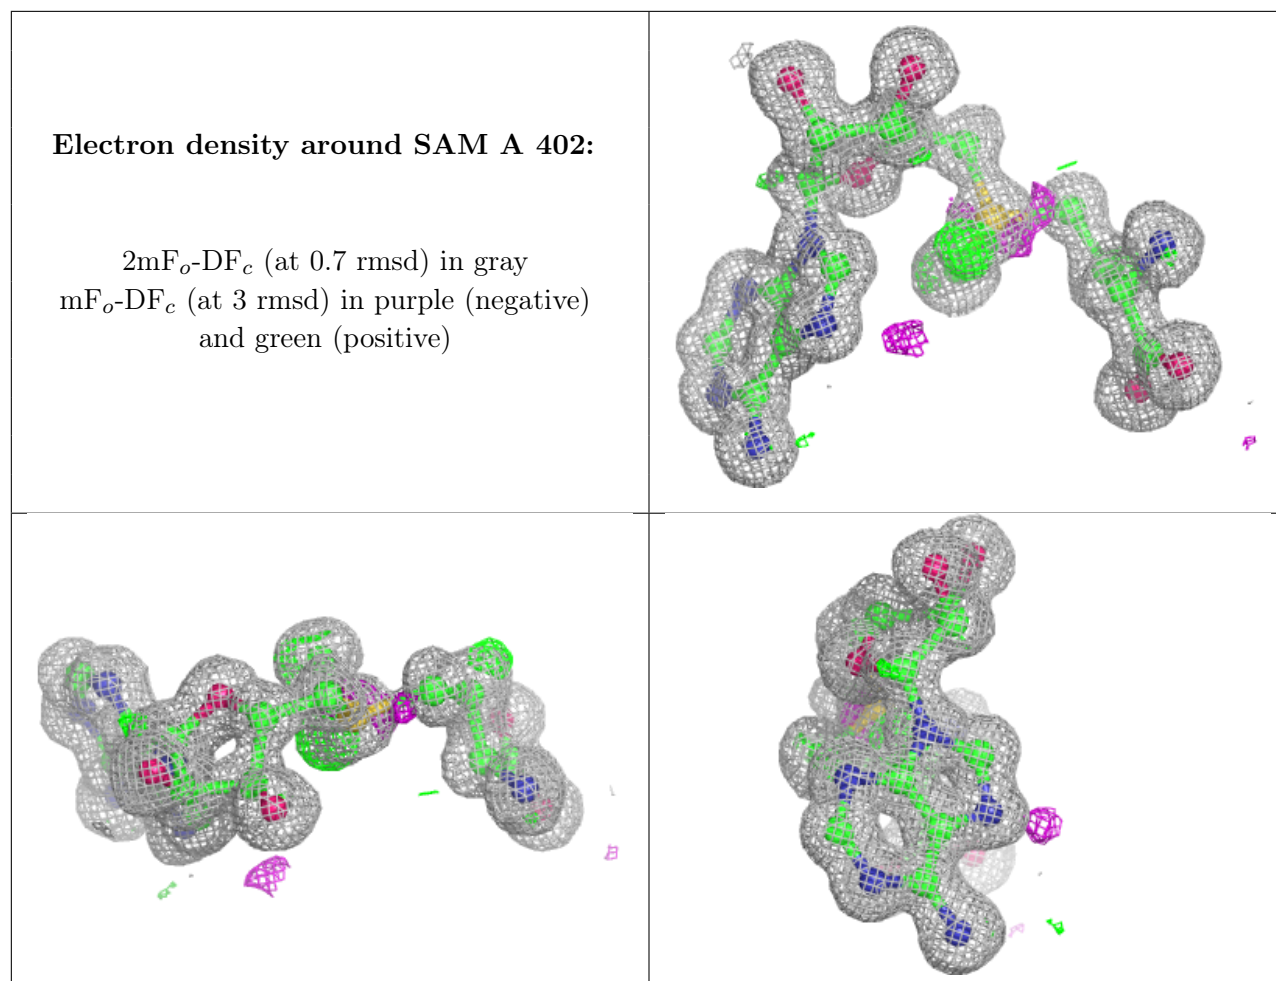 Electron density around SAM A 402:
2mFo-DFc (at 0.7 rmsd) in gray
mFo-DFc (at 3 rmsd) in purple (negative)
and green (positive)